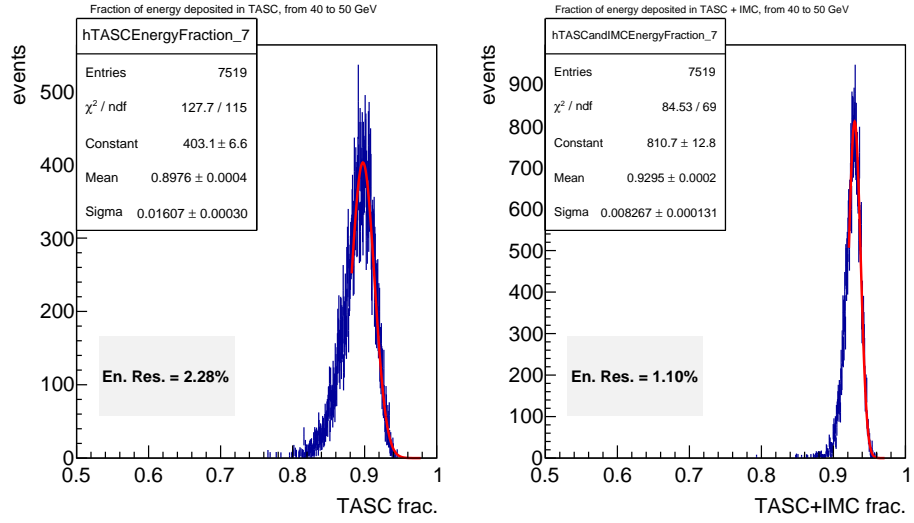 Fraction of energy deposited in TASC, from 40 to 50 GeV
hTASCEnergyFraction_7
Entries 7519
χ² / ndf 127.7 / 115
Constant 403.1 ± 6.6
Mean 0.8976 ± 0.0004
Sigma 0.01607 ± 0.00030
events
500
400
300
200
100
0
En. Res. = 2.28%
0.5 0.6 0.7 0.8 0.9 1
TASC frac.
Fraction of energy deposited in TASC + IMC, from 40 to 50 GeV
hTASCandIMCEnergyFraction_7
Entries 7519
χ² / ndf 84.53 / 69
Constant 810.7 ± 12.8
Mean 0.9295 ± 0.0002
Sigma 0.008267 ± 0.000131
events
900
800
700
600
500
400
300
200
100
0
En. Res. = 1.10%
0.5 0.6 0.7 0.8 0.9 1
TASC+IMC frac.